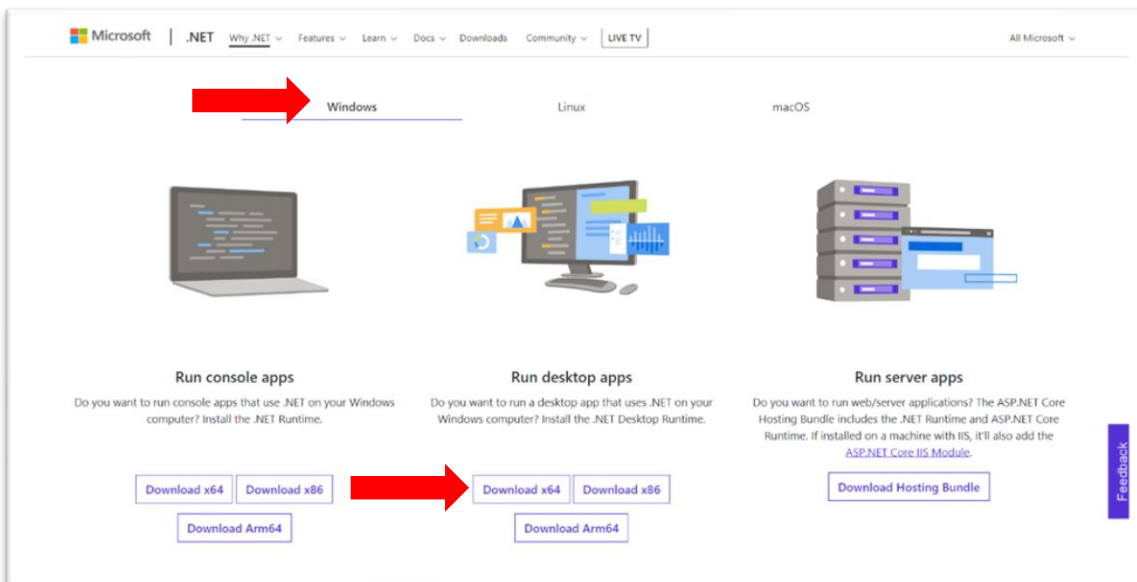 Microsoft | .NET Why .NET Features Learn Docs Downloads Community LIVE TV All Microsoft
Windows Linux macOS
Run console apps
Do you want to run console apps that use .NET on your Windows
computer? Install the .NET Runtime.
Download x64 Download x86
Download Arm64
Run desktop apps
Do you want to run a desktop app that uses .NET on your
Windows computer? Install the .NET Desktop Runtime.
Download x64 Download x86
Download Arm64
Run server apps
Do you want to run web/server applications? The ASP.NET Core
Hosting Bundle includes the .NET Runtime and ASP.NET Core
Runtime. If installed on a machine with IIS, it'll also add the
ASP.NET Core IIS Module.
Download Hosting Bundle
Feedback